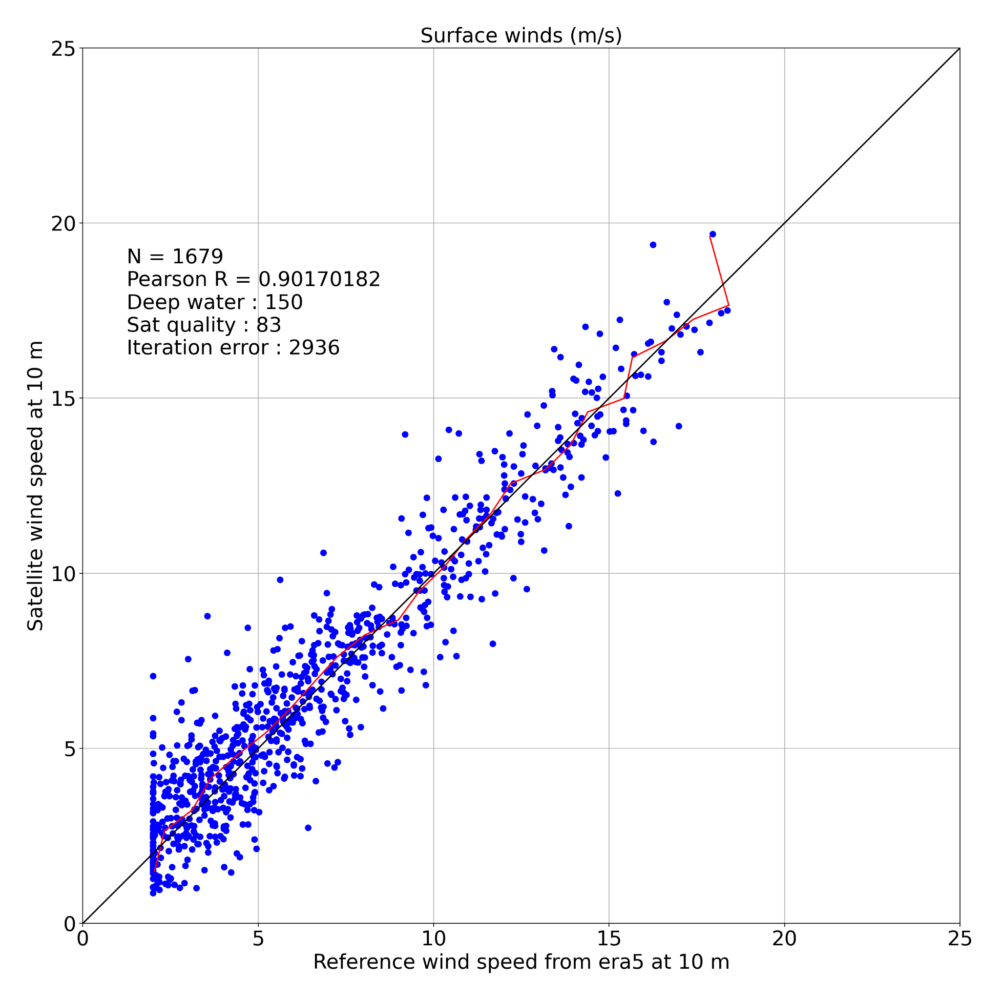 Surface winds (m/s)
25
20
15
10
5
0
N = 1679
Pearson R = 0.90170182
Deep water : 150
Sat quality : 83
Iteration error : 2936
Satellite wind speed at 10 m
0 5 10 15 20 25
Reference wind speed from era5 at 10 m